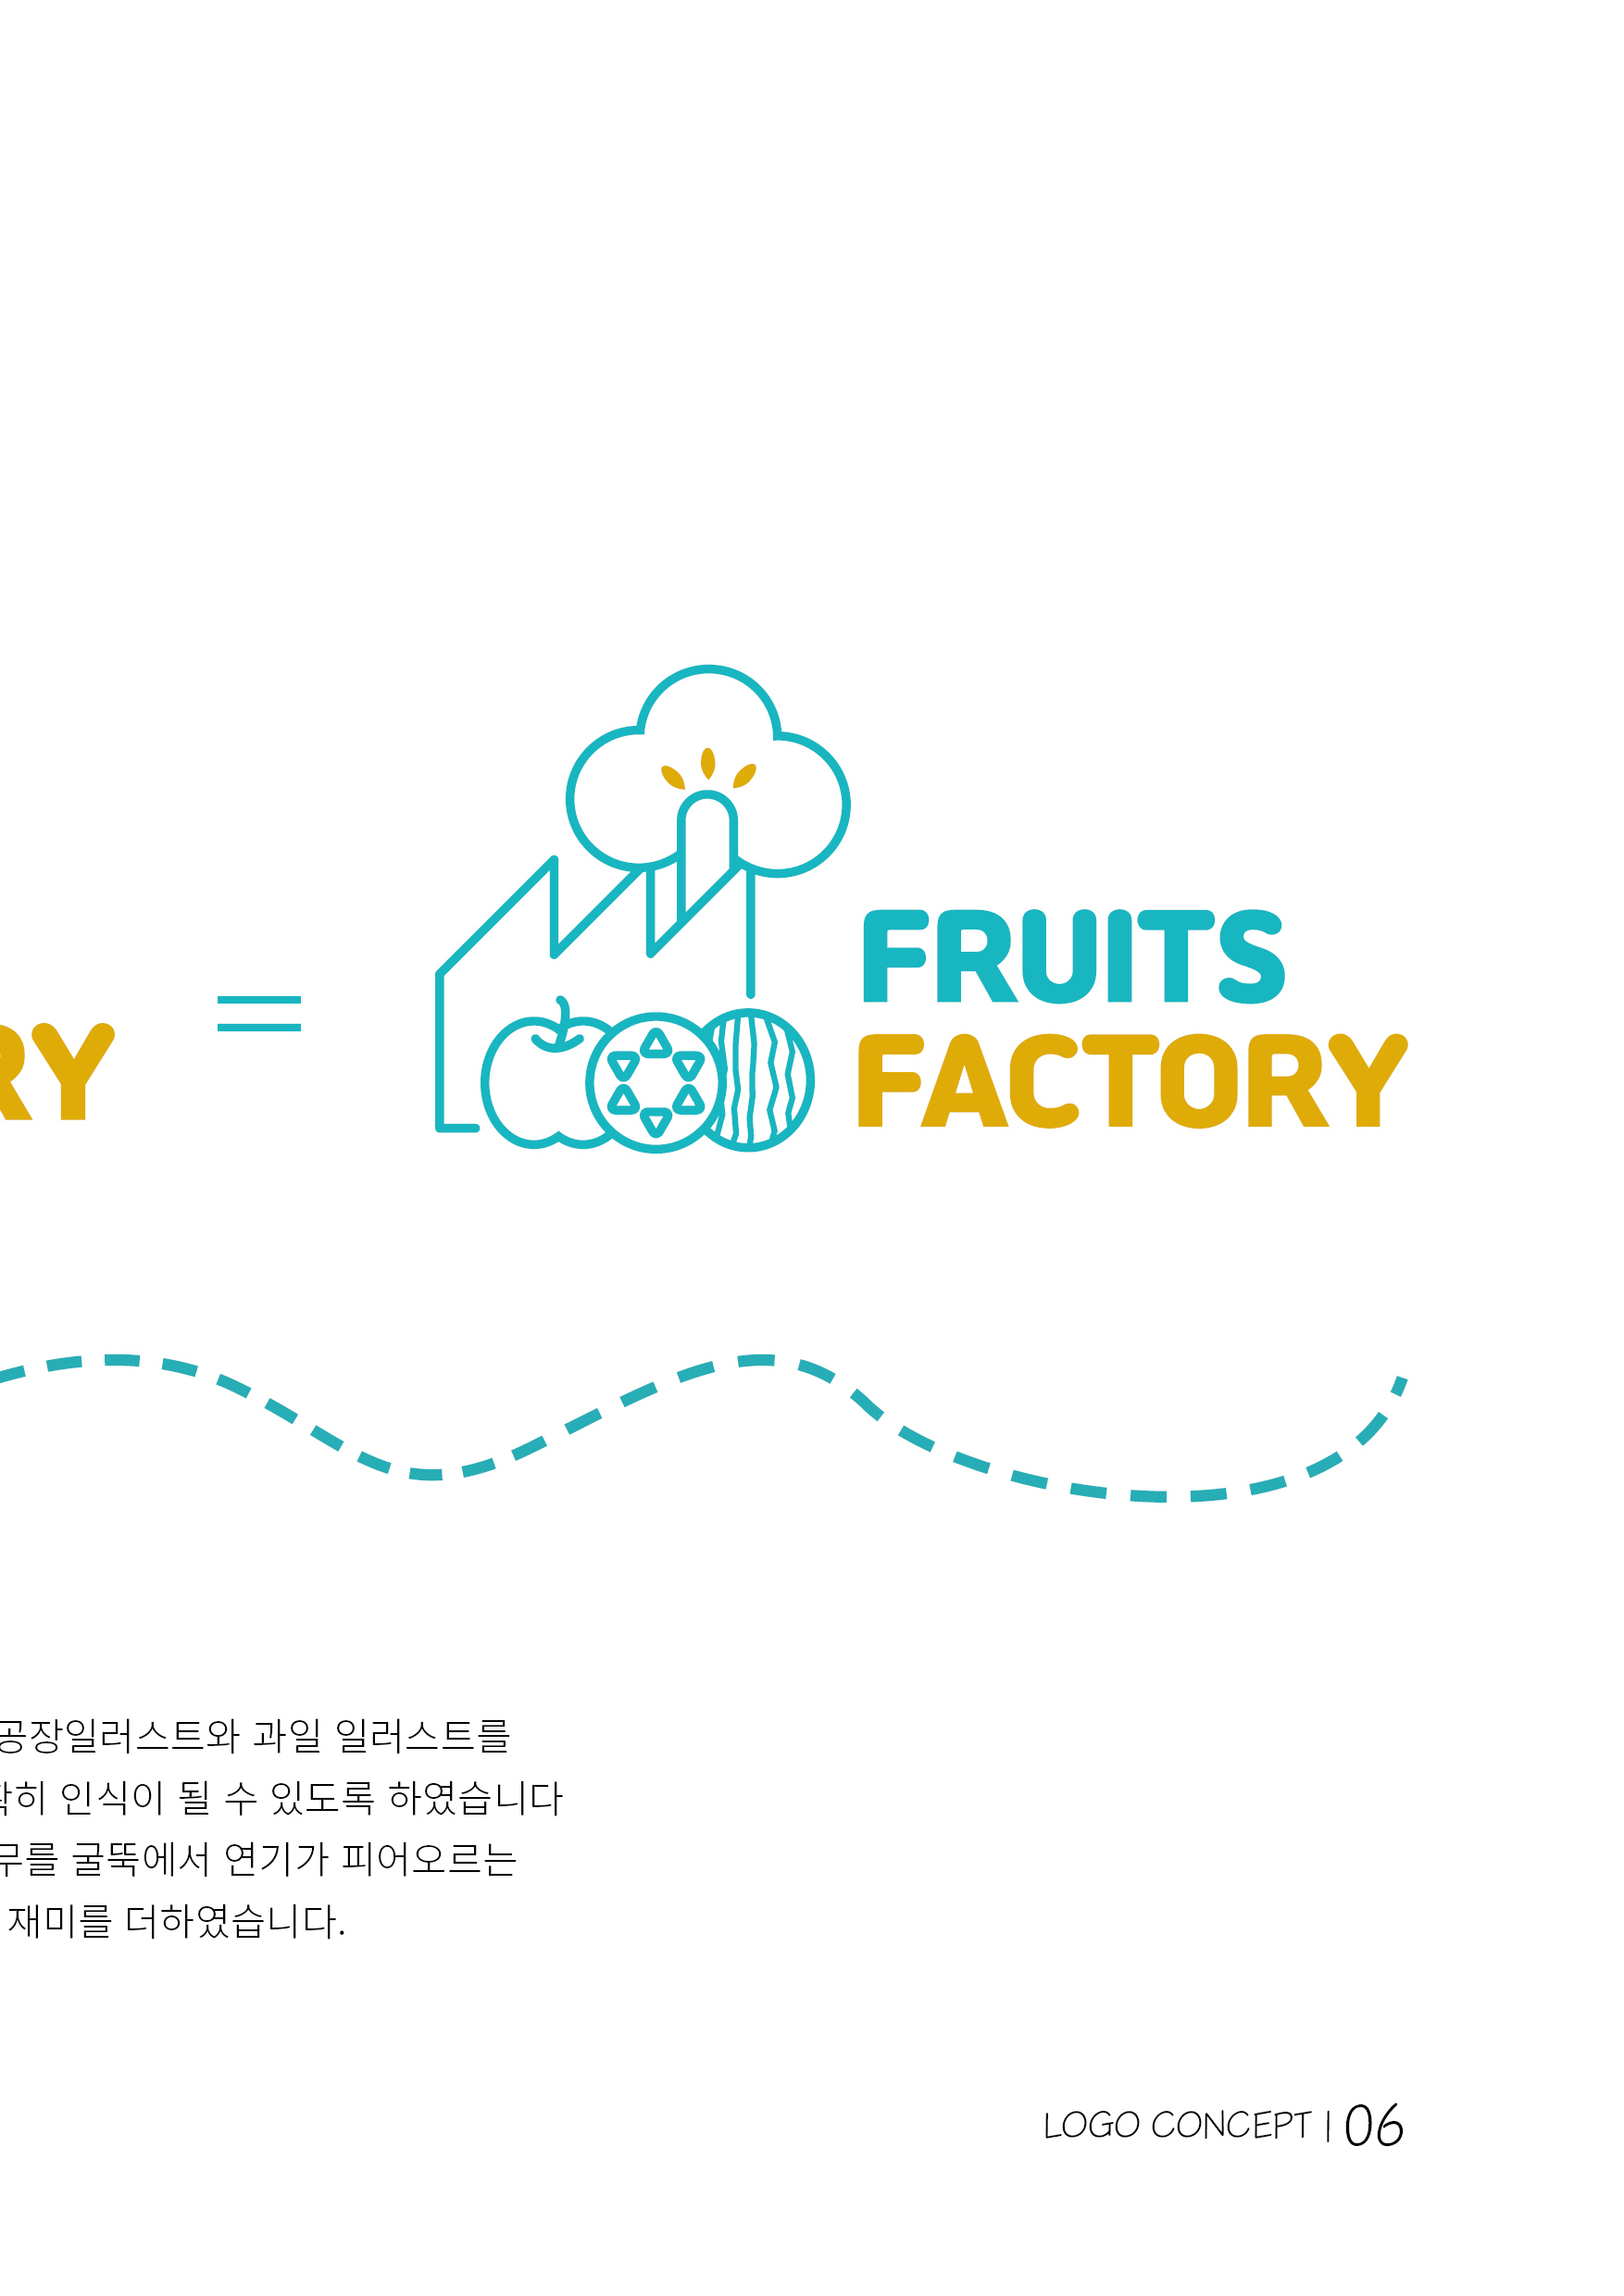 FRUITS
FACTORY
RY
=
공장일러스트와 과일 일러스트를
히 인식이 될 수 있도록 하였습니다
무를 굴뚝에서 연기가 피어오르는
재미를 더하였습니다.
LOGO CONCEPT | 06